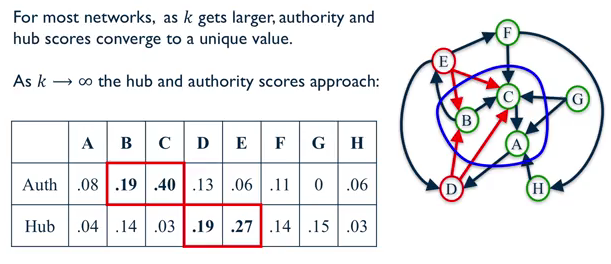 For most networks, as k gets larger, authority and
hub scores converge to a unique value.
As k → ∞ the hub and authority scores approach:
A B C D E F G H
Auth .08 .19 .40 .13 .06 .11 0 .06
Hub .04 .14 .03 .19 .27 .14 .15 .03
F
E
C
G
B
A
D
H